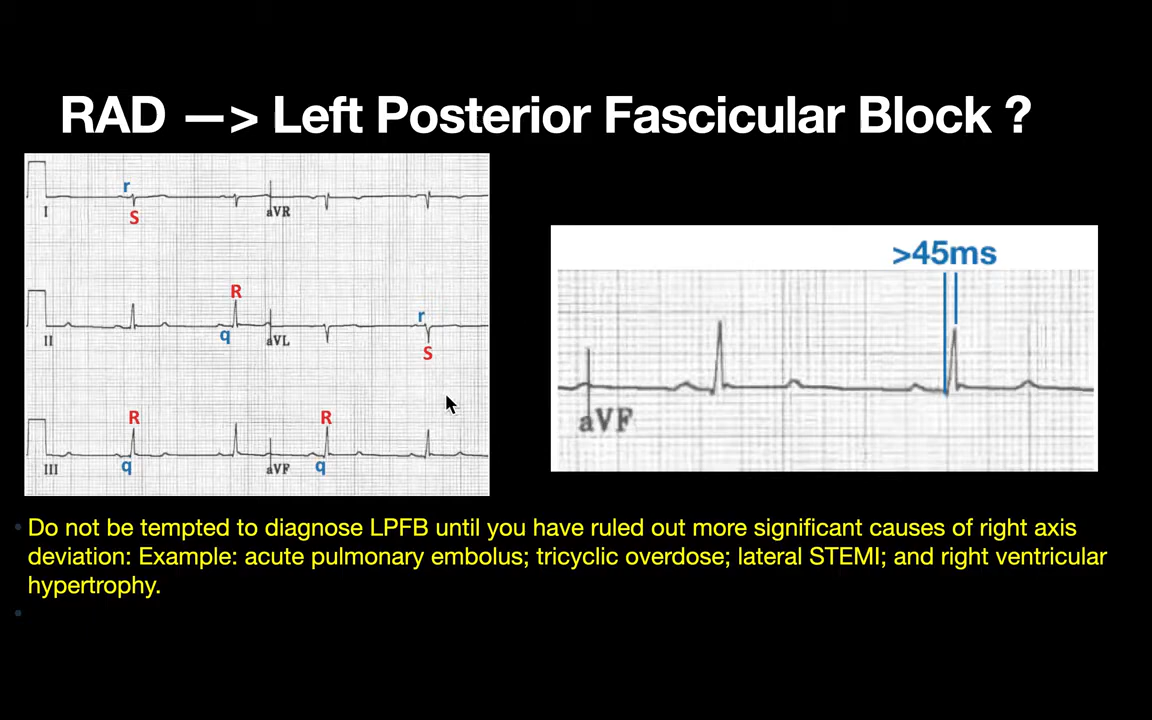 RAD —> Left Posterior Fascicular Block ?
r
I
S
aVR
R
II
q
aVL
r
S
R
R
III
q
q
aVF
>45ms
aVF
Do not be tempted to diagnose LPFB until you have ruled out more significant causes of right axis
deviation: Example: acute pulmonary embolus; tricyclic overdose; lateral STEMI; and right ventricular
hypertrophy.